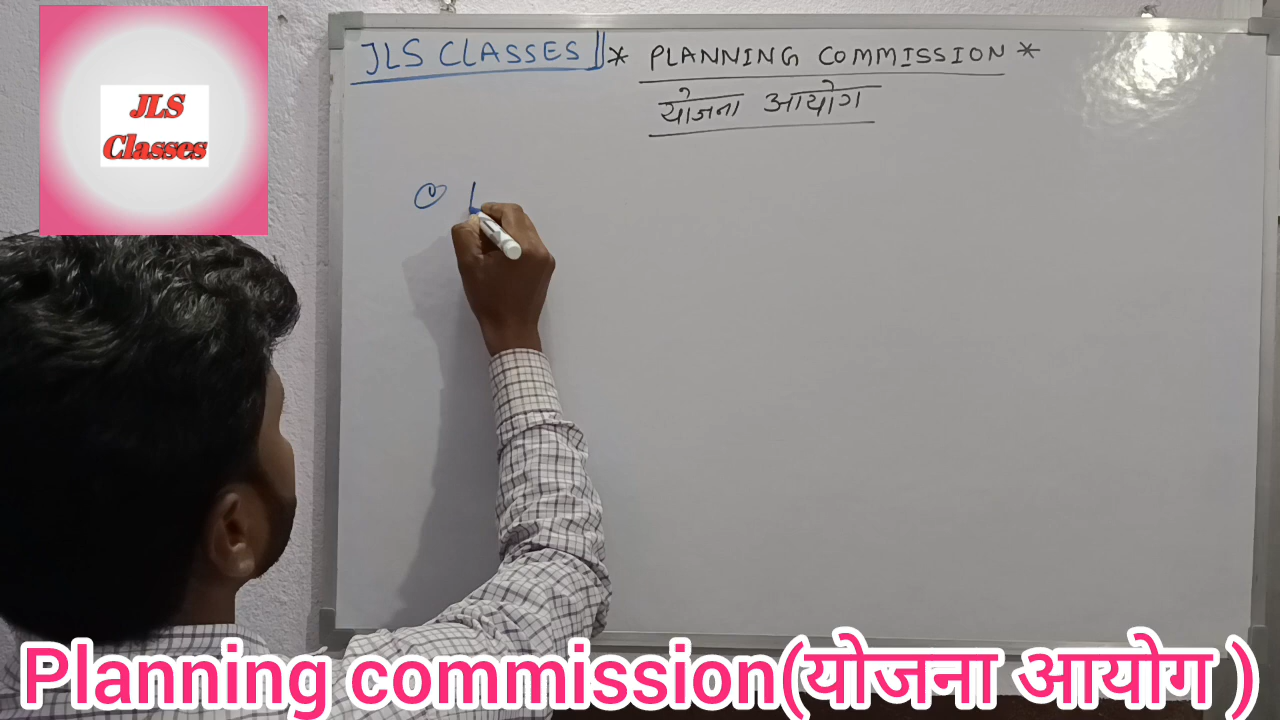 JLS
Classes
JLS CLASSES || * PLANNING COMMISSION *
योजना आयोग
Planning commission(योजना आयोग )